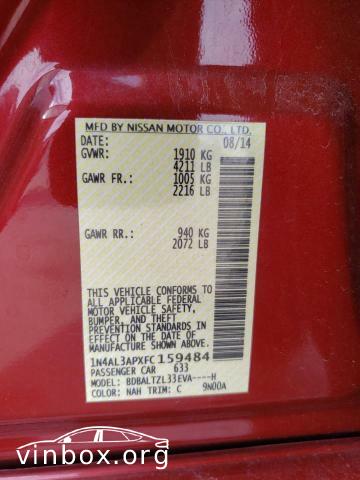 MFD BY NISSAN MOTOR CO., LTD.
DATE: 08/14
GVWR: 1910 KG
4211 LB
GAWR FR: 1005 KG
2216 LB
GAWR RR.: 940 KG
2072 LB
THIS VEHICLE CONFORMS TO
ALL APPLICABLE FEDERAL
MOTOR VEHICLE SAFETY,
BUMPER, AND THEFT
PREVENTION STANDARDS IN
EFFECT ON THE DATE OF
MANUFACTURE SHOWN ABOVE.
1N4AL3APXFC159484
PASSENGER CAR 633
MODEL: BDBALTZL33EVA----H
COLOR: NAH TRIM: C 9N00A
vinbox.org